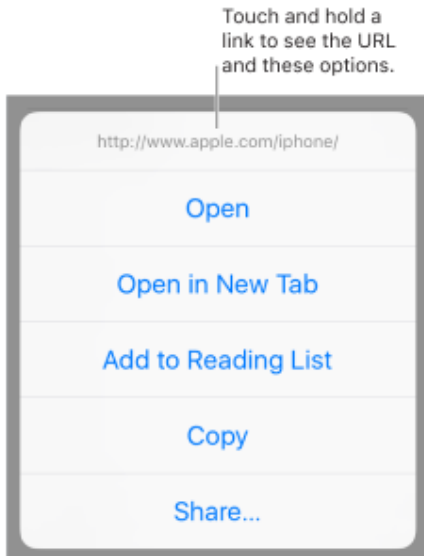 Touch and hold a
link to see the URL
and these options.
http://www.apple.com/iphone/
Open
Open in New Tab
Add to Reading List
Copy
Share...